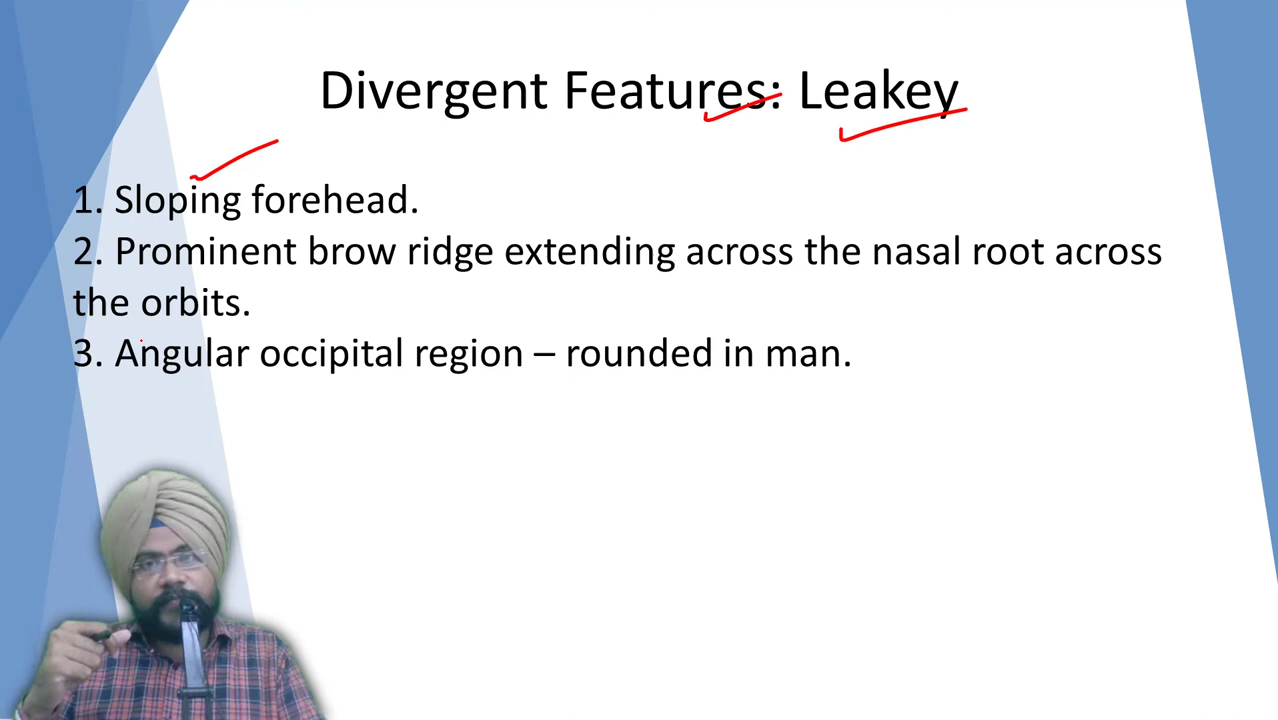 Divergent Features: Leakey
1. Sloping forehead.
2. Prominent brow ridge extending across the nasal root across
the orbits.
3. Angular occipital region – rounded in man.